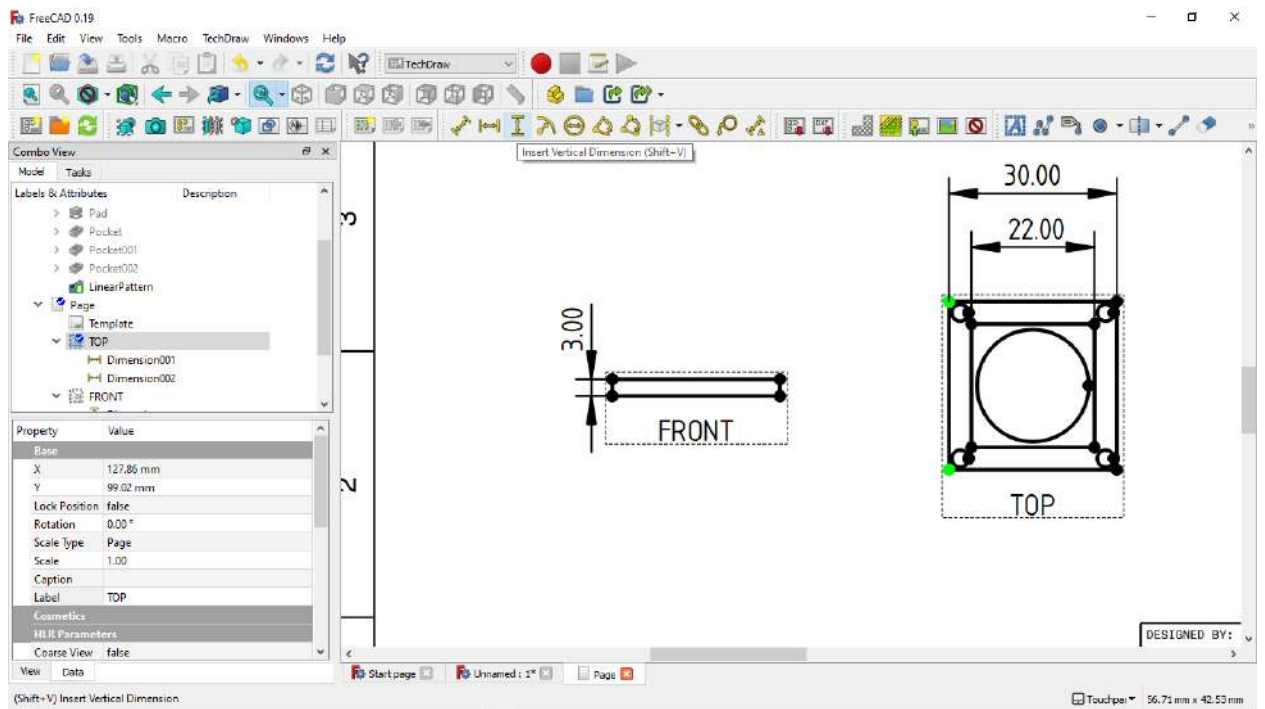 FreeCAD 0.19
File Edit View Tools Macro TechDraw Windows Help
TechDraw
Combo View
Insert Vertical Dimension (Shift+V)
Model Tasks
Labels & Attributes Description
Pad
Pocket
Pocket001
Pocket002
LinearPattern
Page
Template
TOP
Dimension001
Dimension002
FRONT
Property Value
Base
X 127.86 mm
Y 99.02 mm
Lock Position false
Rotation 0.00 °
Scale Type Page
Scale 1.00
Caption
Label TOP
Cosmetics
HLR Parameters
Coarse View false
View Data
3
2
3.00
FRONT
30.00
22.00
TOP
DESIGNED BY:
Start page Unnamed : 1* Page
(Shift+V) Insert Vertical Dimension
56.71 mm x 42.53 mm